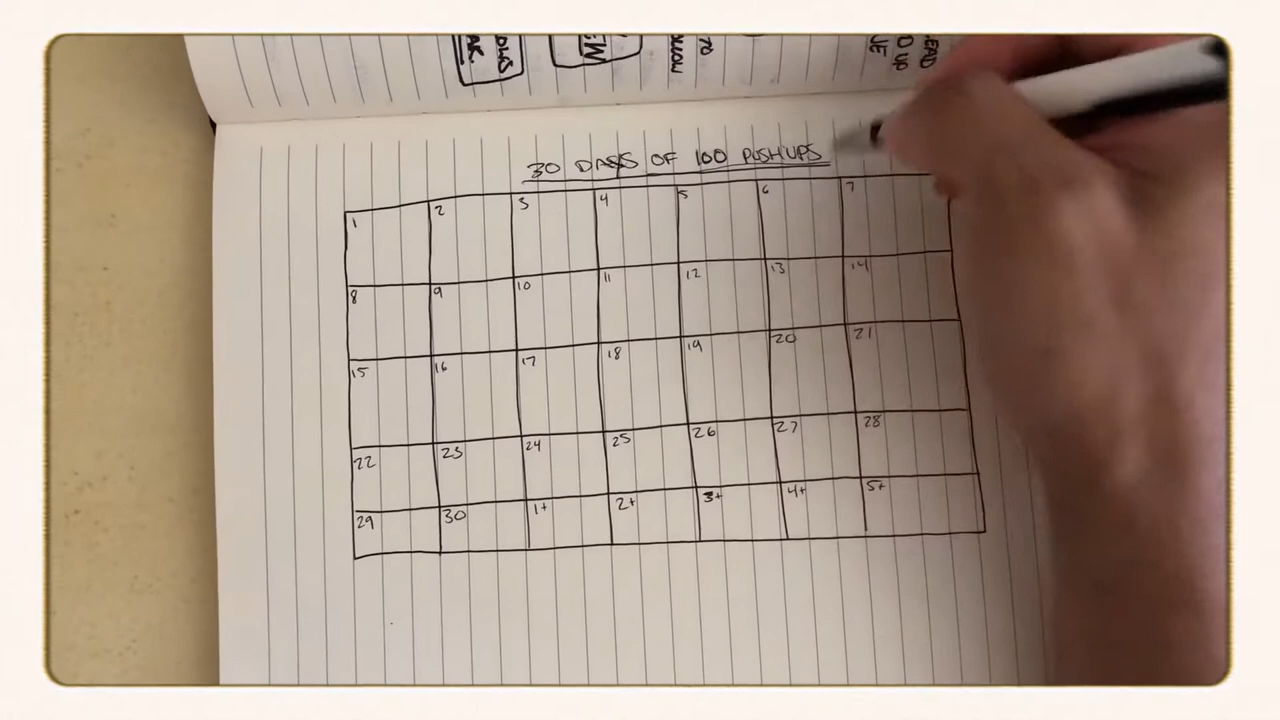 30 DAYS OF 100 PUSHUPS
1 2 3 4 5 6 7
8 9 10 11 12 13 14
15 16 17 18 19 20 21
22 23 24 25 26 27 28
29 30 1+ 2+ 3+ 4+ 5+